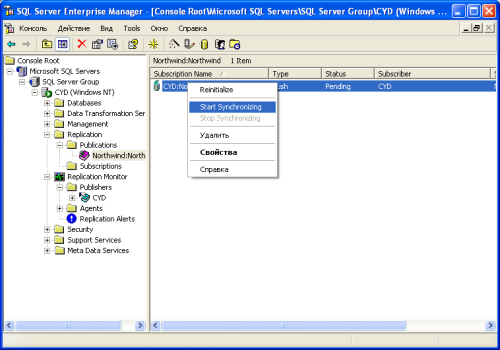 SQL Server Enterprise Manager - [Console Root\Microsoft SQL Servers\SQL Server Group\CYD (Windows ...
Консоль Действие Вид Tools Окно Справка
Console Root
Microsoft SQL Servers
SQL Server Group
CYD (Windows NT)
Databases
Data Transformation Ser
Management
Replication
Publications
Northwind:North
Subscriptions
Replication Monitor
Publishers
CYD
Agents
Replication Alerts
Security
Support Services
Meta Data Services
Northwind:Northwind 1 Item
Subscription Name Type Status Subscriber
CYD:No Pending CYD
Reinitialize
Start Synchronizing
Stop Synchronizing
Удалить
Свойства
Справка